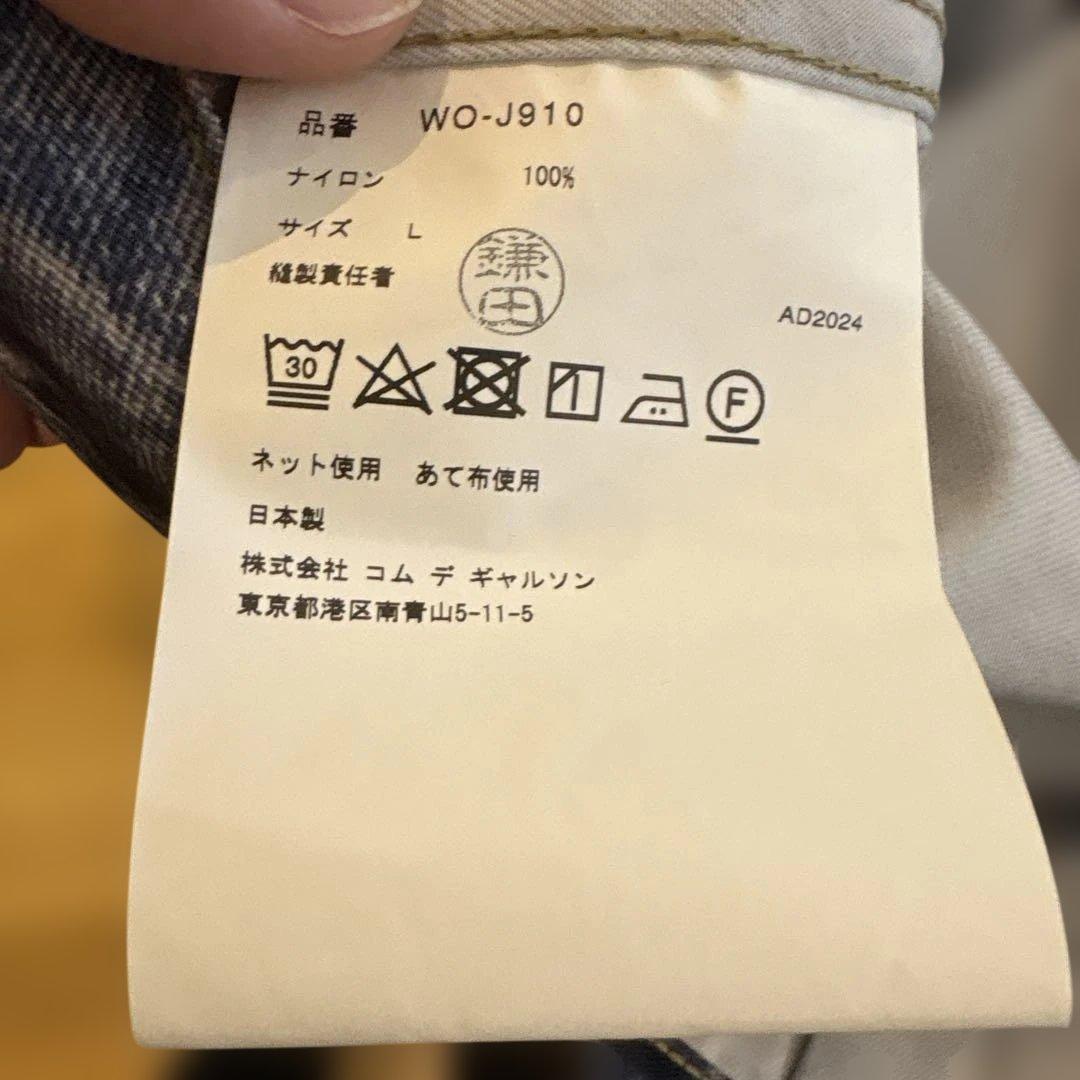 品番 WO-J910
ナイロン 100%
サイズ L
縫製責任者 鎌田
AD2024
30 F
ネット使用 あて布使用
日本製
株式会社 コム デ ギャルソン
東京都港区南青山5-11-5